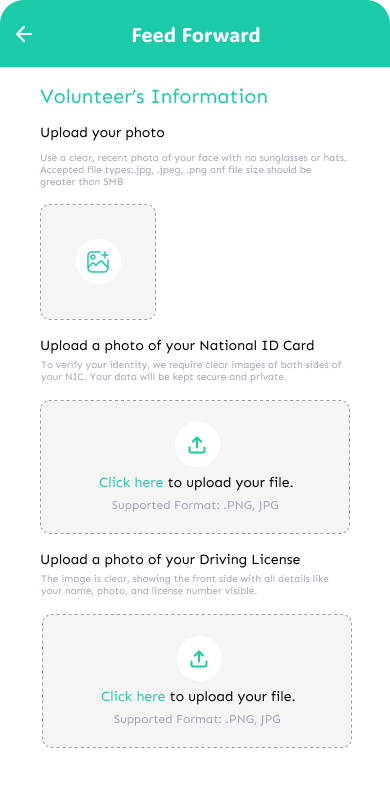 Feed Forward
Volunteer’s Information
Upload your photo
Use a clear, recent photo of your face with no sunglasses or hats.
Accepted file types:.jpg, .jpeg, .png anf file size should be
greater than 5MB
Upload a photo of your National ID Card
To verify your identity, we require clear images of both sides of
your NIC. Your data will be kept secure and private.
Click here to upload your file.
Supported Format: .PNG, JPG
Upload a photo of your Driving License
The image is clear, showing the front side with all details like
your name, photo, and license number visible.
Click here to upload your file.
Supported Format: .PNG, JPG